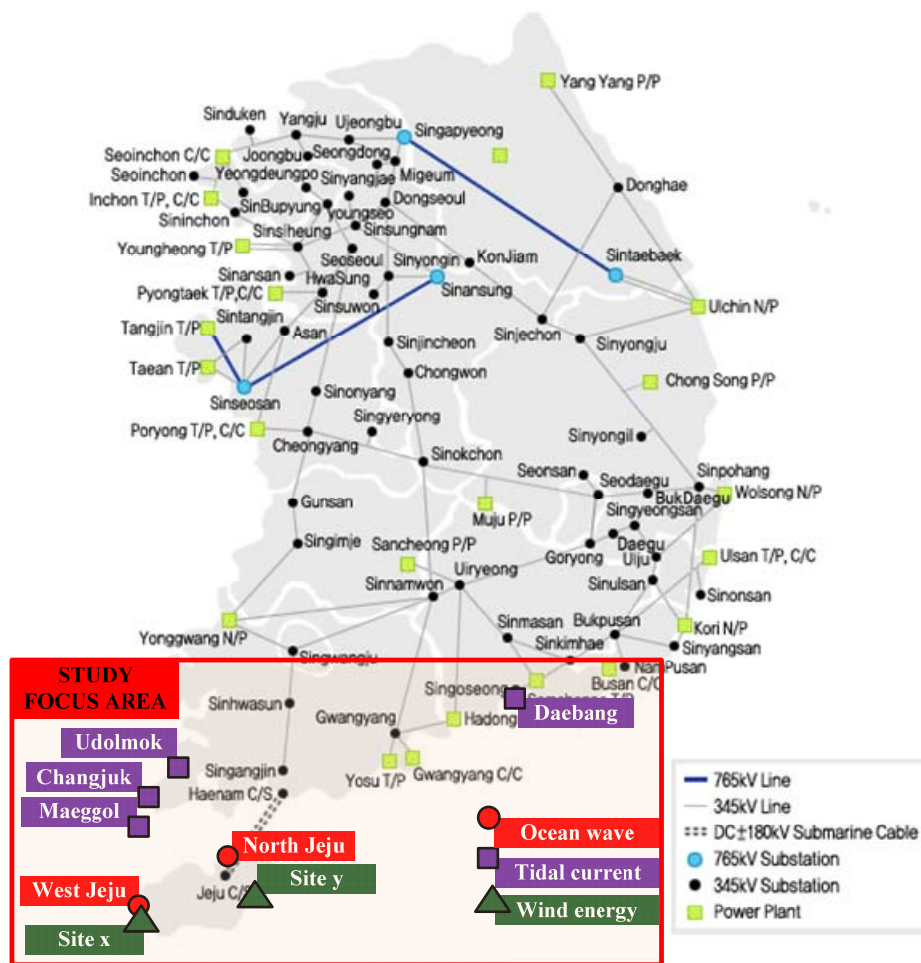 Yang Yang P/P
Sinduken
Yangju
Ujeongbu
Singapyeong
Seoinchon C/C
Joongbu
Seongdong
Migeum
Seoinchon
Yeongdeungpo
Sinyangjae
Donghae
Inchon T/P, C/C
SinBupyung
youngseo
Dongseoul
Sininchon
Sinsiheung
Sinsungnam
Youngheong T/P
Seoseoul
Sinyongin
KonJiam
Sintaebaek
Sinansan
HwaSung
Sinansung
Pyongtaek T/P,C/C
Sinsuwon
Ulchin N/P
Sintangjin
Tangjin T/P
Asan
Sinjincheon
Sinjechon
Sinyongju
Taean T/P
Chongwon
Chong Song P/P
Sinseosan
Sinonyang
Singyeryong
Poryong T/P, C/C
Cheongyang
Sinyongil
Sinokchon
Seonsan
Seodaegu
Sinpohang
BukDaegu
Wolsong N/P
Gunsan
Muju P/P
Singyeongsan
Singimje
Sancheong P/P
Goryong
Daegu
Ulju
Ulsan T/P, C/C
Uiryeong
Sinnamwon
Sinulsan
Sinonsan
Yonggwang N/P
Sinmasan
Bukpusan
Kori N/P
Sinkimhae
Sinyangsan
Singwangju
STUDY
FOCUS AREA
Nam Pusan
Busan C/C
Singoseong
Sinhwasun
Gwangyang
Hadong
Daebang
Udolmok
Changjuk
Maeggol
Singangjin
Haenam C/S
Yosu T/P
Gwangyang C/C
North Jeju
Ocean wave
West Jeju
Jeju C/S
Site y
Tidal current
Site x
Wind energy
765kV Line
345kV Line
DC±180kV Submarine Cable
765kV Substation
345kV Substation
Power Plant